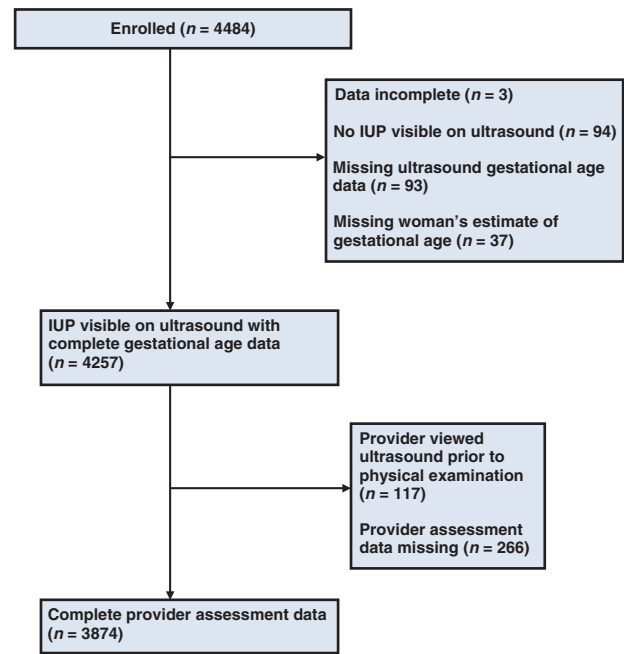 Enrolled (n = 4484)
Data incomplete (n = 3)
No IUP visible on ultrasound (n = 94)
Missing ultrasound gestational age
data (n = 93)
Missing woman's estimate of
gestational age (n = 37)
IUP visible on ultrasound with
complete gestational age data
(n = 4257)
Provider viewed
ultrasound prior to
physical examination
(n = 117)
Provider assessment
data missing (n = 266)
Complete provider assessment data
(n = 3874)